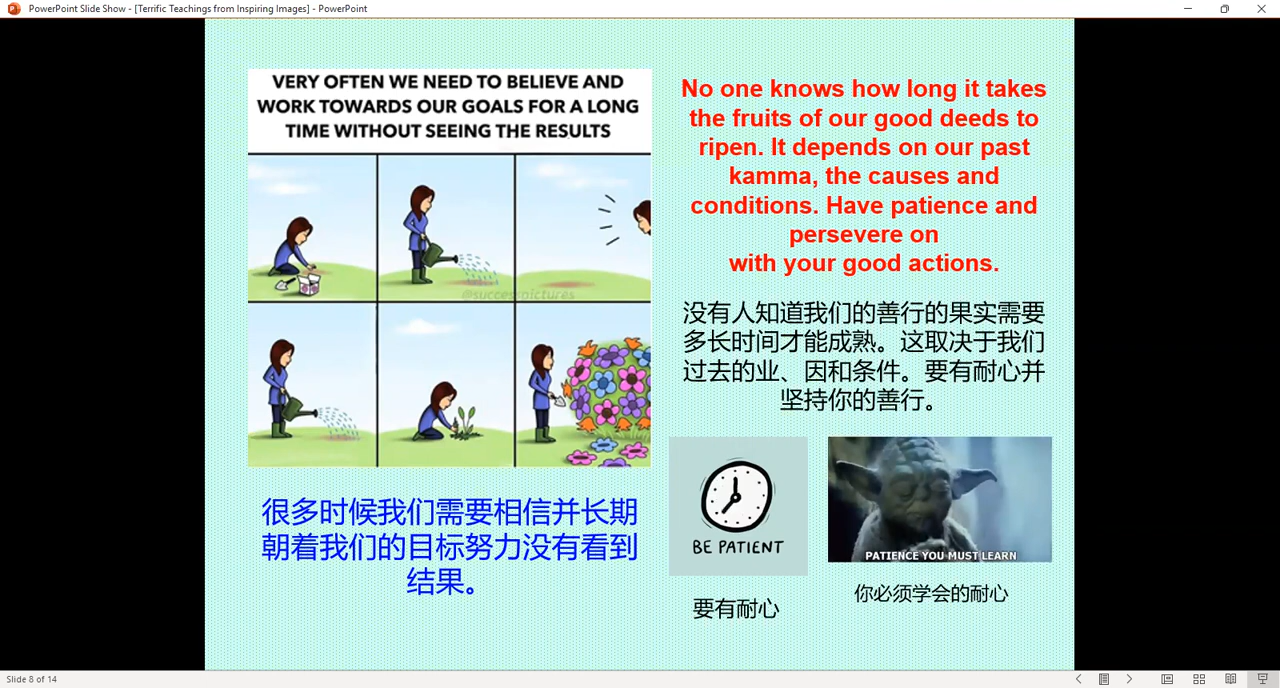 PowerPoint Slide Show - [Terrific Teachings from Inspiring Images] - PowerPoint
VERY OFTEN WE NEED TO BELIEVE AND
WORK TOWARDS OUR GOALS FOR A LONG
TIME WITHOUT SEEING THE RESULTS
@successpictures
很多时候我们需要相信并长期
朝着我们的目标努力没有看到
结果。
No one knows how long it takes
the fruits of our good deeds to
ripen. It depends on our past
kamma, the causes and
conditions. Have patience and
persevere on
with your good actions.
没有人知道我们的善行的果实需要
多长时间才能成熟。这取决于我们
过去的业、因和条件。要有耐心并
坚持你的善行。
BE PATIENT
要有耐心
PATIENCE YOU MUST LEARN
你必须学会的耐心
Slide 8 of 14